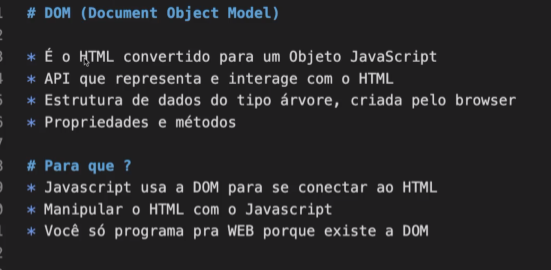 # DOM (Document Object Model)
* É o HTML convertido para um Objeto JavaScript
* API que representa e interage com o HTML
* Estrutura de dados do tipo árvore, criada pelo browser
* Propriedades e métodos
# Para que ?
* Javascript usa a DOM para se conectar ao HTML
* Manipular o HTML com o Javascript
* Você só programa pra WEB porque existe a DOM